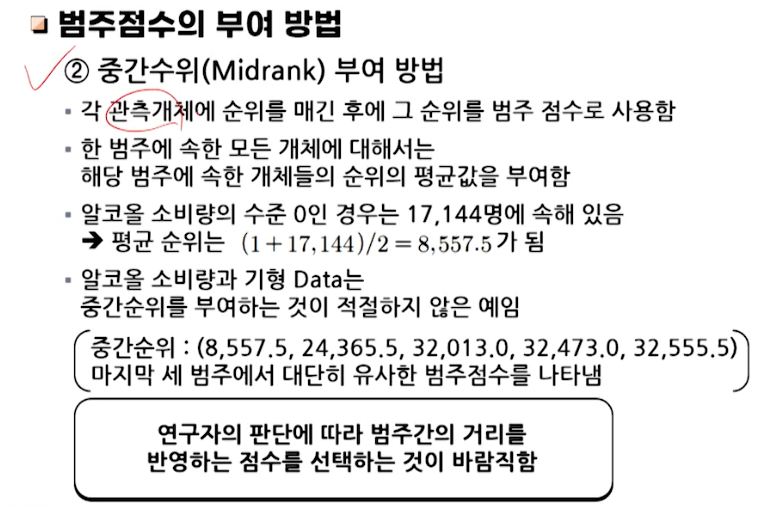 범주점수의 부여 방법
② 중간수위(Midrank) 부여 방법
▪ 각 관측개체에 순위를 매긴 후에 그 순위를 범주 점수로 사용함
▪ 한 범주에 속한 모든 개체에 대해서는
해당 범주에 속한 개체들의 순위의 평균값을 부여함
▪ 알코올 소비량의 수준 0인 경우는 17,144명에 속해 있음
➔ 평균 순위는 (1+17,144)/2=8,557.5가 됨
▪ 알코올 소비량과 기형 Data는
중간순위를 부여하는 것이 적절하지 않은 예임
중간순위 : (8,557.5, 24,365.5, 32,013.0, 32,473.0, 32,555.5)
마지막 세 범주에서 대단히 유사한 범주점수를 나타냄
연구자의 판단에 따라 범주간의 거리를
반영하는 점수를 선택하는 것이 바람직함